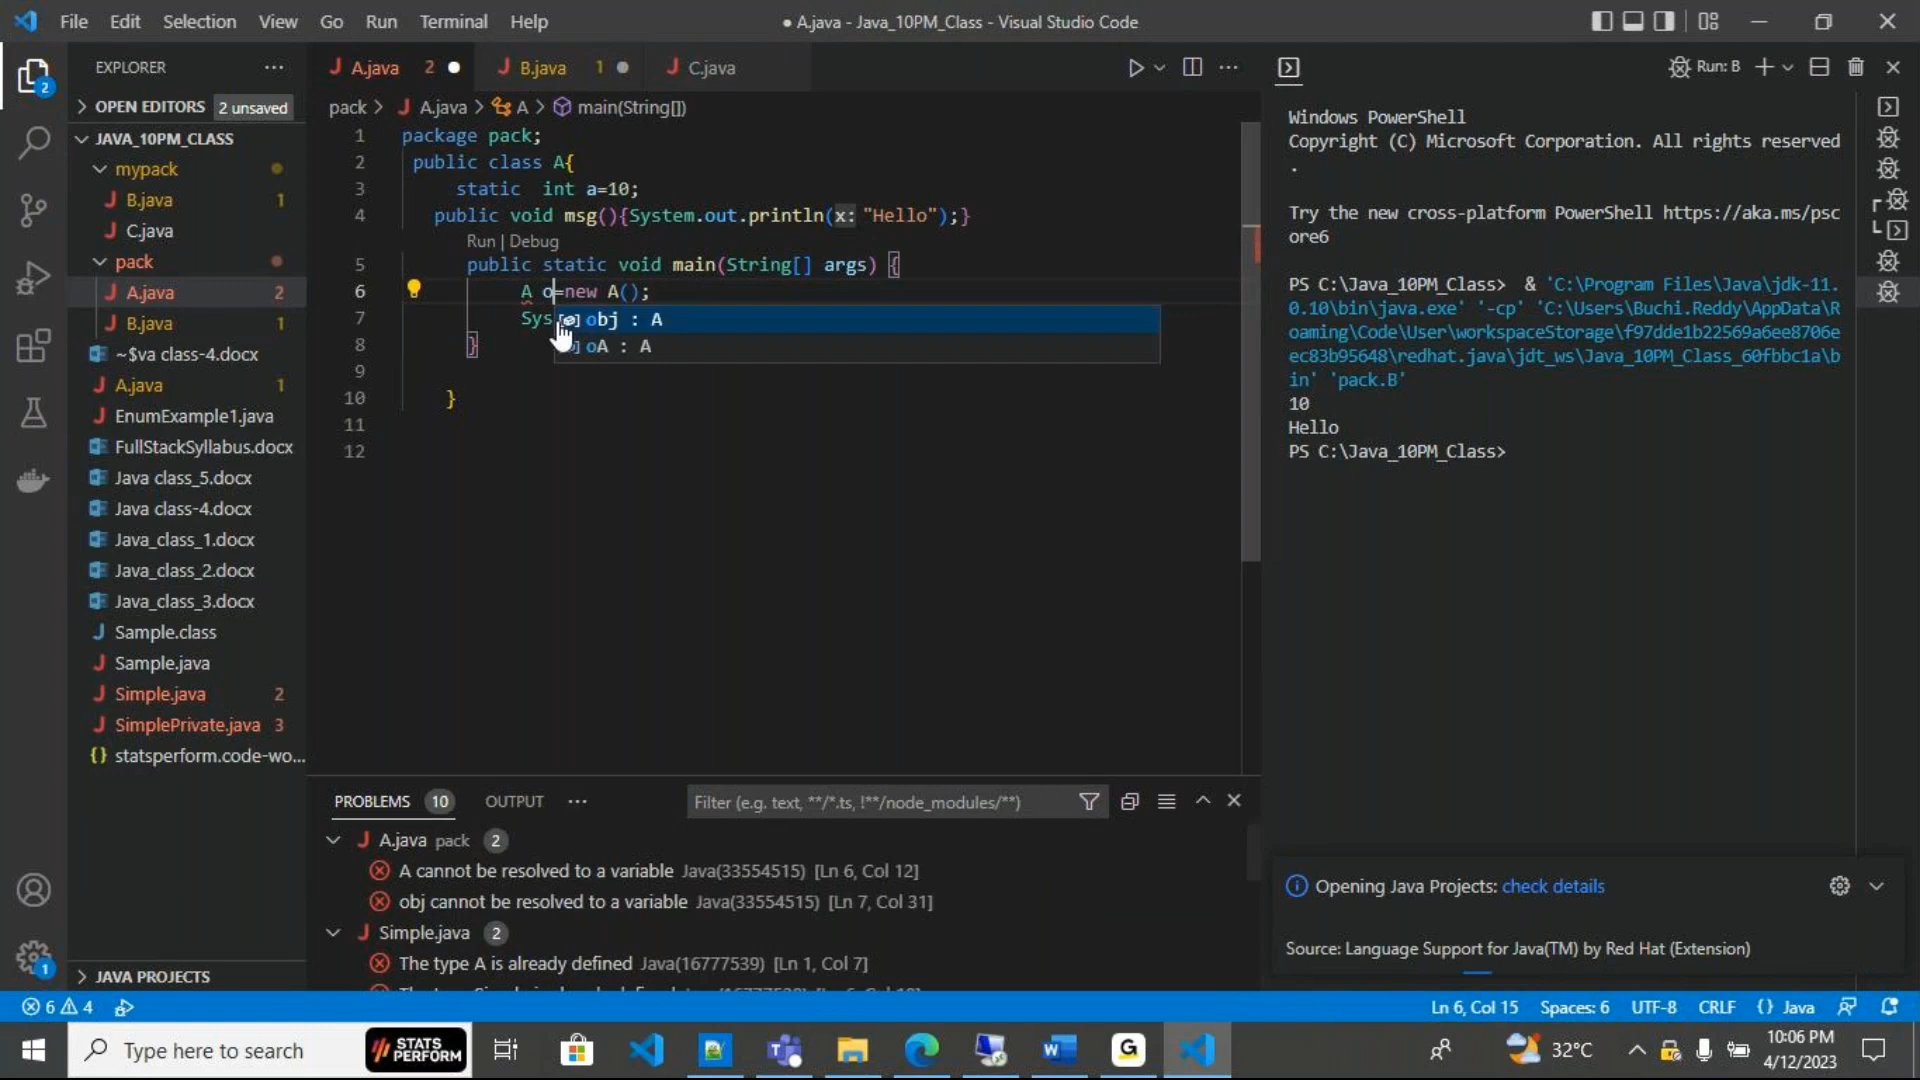 File Edit Selection View Go Run Terminal Help
● A.java - Java_10PM_Class - Visual Studio Code
EXPLORER
OPEN EDITORS 2 unsaved
JAVA_10PM_CLASS
mypack
B.java 1
C.java
pack
A.java 2
B.java 1
~$va class-4.docx
A.java 1
EnumExample1.java
FullStackSyllabus.docx
Java class_5.docx
Java class-4.docx
Java_class_1.docx
Java_class_2.docx
Java_class_3.docx
Sample.class
Sample.java
Simple.java 2
SimplePrivate.java 3
statsperform.code-wo...
JAVA PROJECTS
A.java 2 B.java 1 C.java
pack > A.java > A > main(String[])
1 package pack;
2 public class A{
3 static int a=10;
4 public void msg(){System.out.println(x: "Hello");}
Run | Debug
5 public static void main(String[] args) {
6 A o=new A();
7 Sys
obj : A
oA : A
8 }
9
10 }
11
12
PROBLEMS 10 OUTPUT
Filter (e.g. text, **/*.ts, !**/node_modules/**)
A.java pack 2
A cannot be resolved to a variable Java(33554515) [Ln 6, Col 12]
obj cannot be resolved to a variable Java(33554515) [Ln 7, Col 31]
Simple.java 2
The type A is already defined Java(16777539) [Ln 1, Col 7]
Run: B
Windows PowerShell
Copyright (C) Microsoft Corporation. All rights reserved
.
Try the new cross-platform PowerShell https://aka.ms/psc
ore6
PS C:\Java_10PM_Class> & 'C:\Program Files\Java\jdk-11.
0.10\bin\java.exe' '-cp' 'C:\Users\Buchi.Reddy\AppData\R
oaming\Code\User\workspaceStorage\f97dde1b22569a6ee8706e
ec83b95648\redhat.java\jdt_ws\Java_10PM_Class_60fbbc1a\b
in' 'pack.B'
10
Hello
PS C:\Java_10PM_Class>
Opening Java Projects: check details
Source: Language Support for Java(TM) by Red Hat (Extension)
2
1
6 4
Ln 6, Col 15 Spaces: 6 UTF-8 CRLF {} Java
Type here to search
STATS
PERFORM
32°C
10:06 PM
4/12/2023